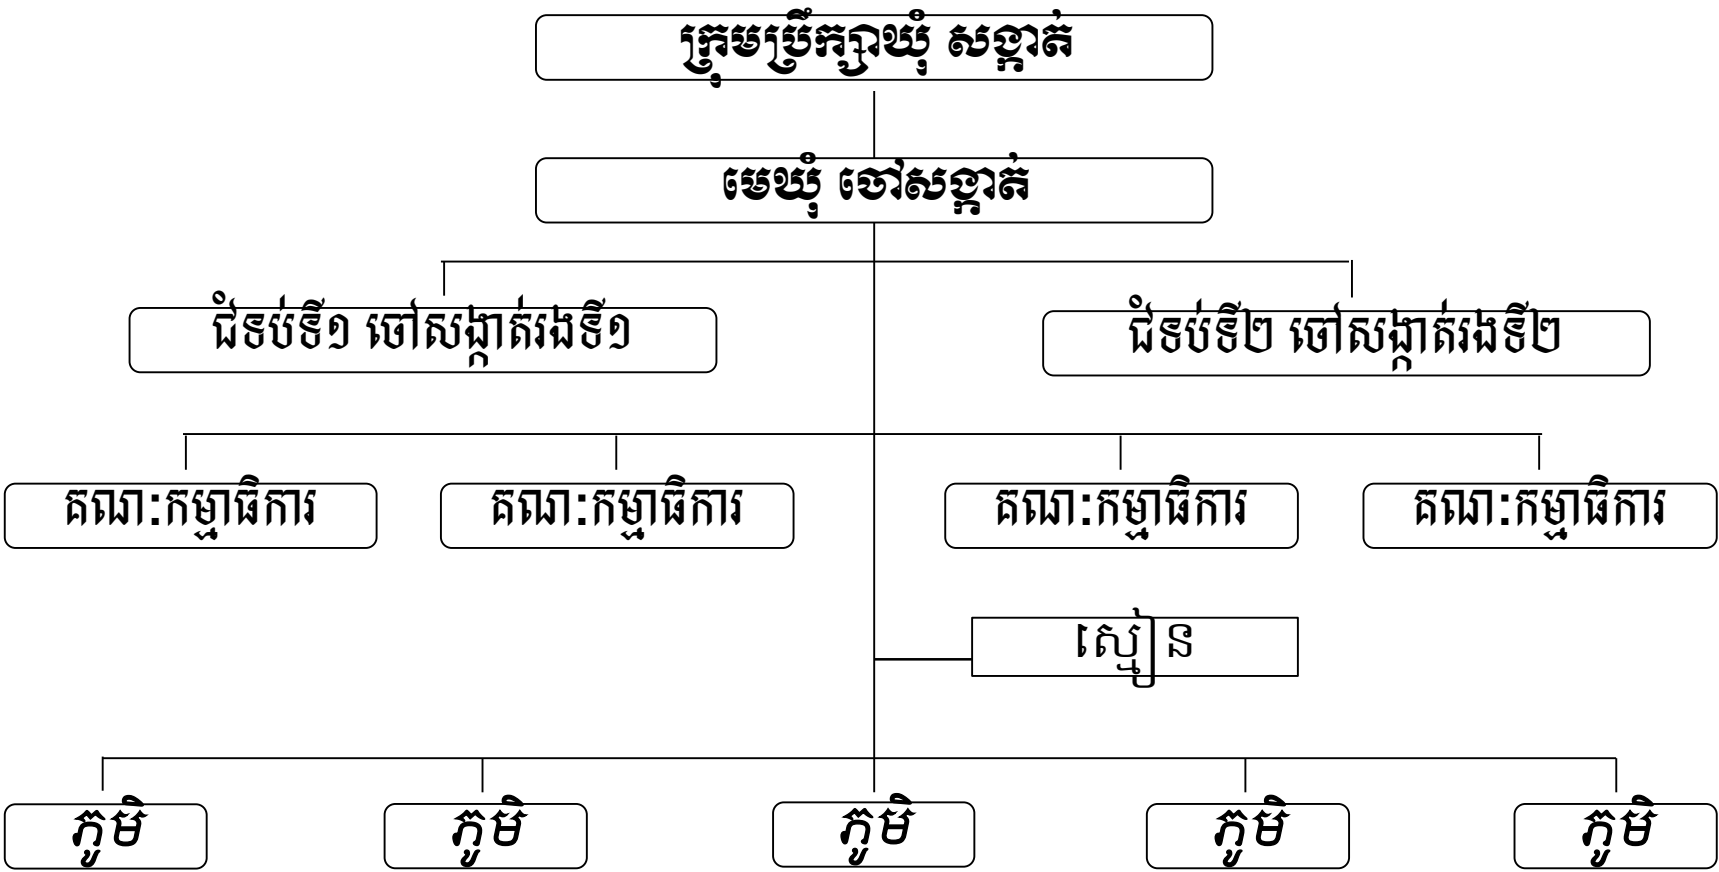 ក្រុមប្រឹក្សាឃុំ សង្កាត់
មេឃុំ ចៅសង្កាត់
ជំទប់ទី១ ចៅសង្កាត់រងទី១
ជំទប់ទី២ ចៅសង្កាត់រងទី២
គណៈកម្មាធិការ
គណៈកម្មាធិការ
គណៈកម្មាធិការ
គណៈកម្មាធិការ
ស្មៀន
ភូមិ
ភូមិ
ភូមិ
ភូមិ
ភូមិ